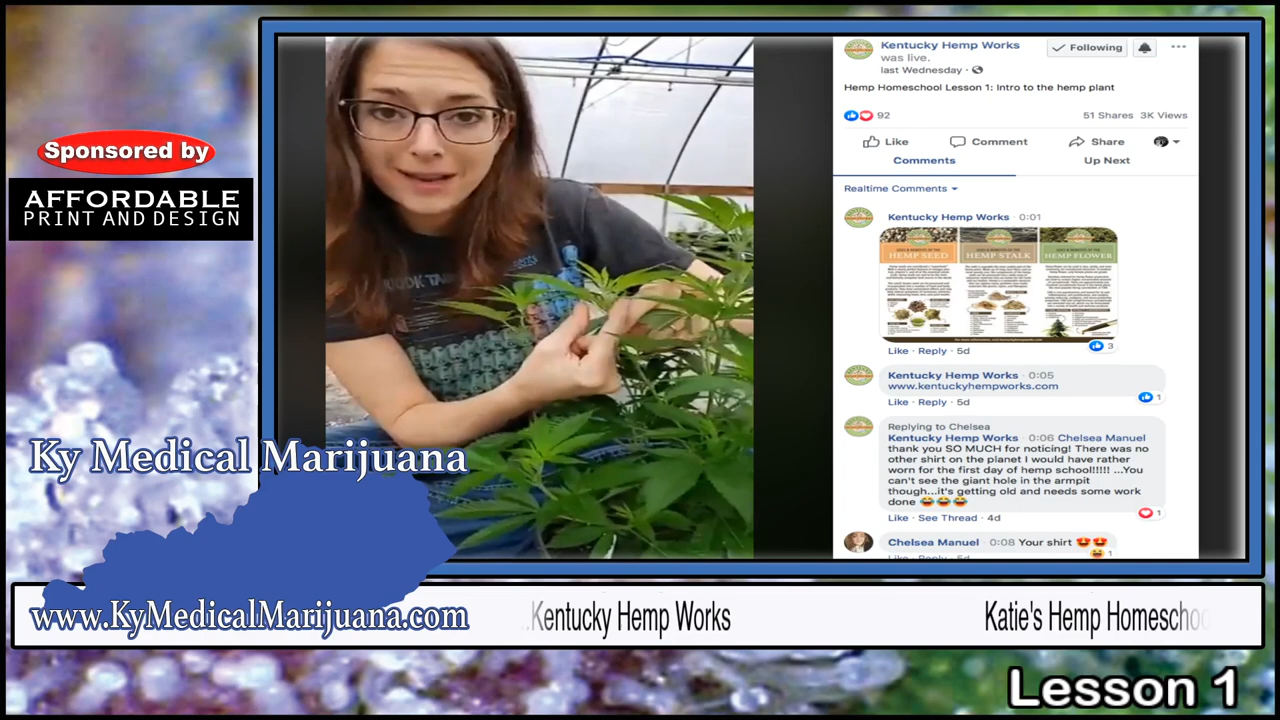 Sponsored by
AFFORDABLE
PRINT AND DESIGN
Ky Medical Marijuana
www.KyMedicalMarijuana.com
Kentucky Hemp Works
was live.
last Wednesday ·
Following
Hemp Homeschool Lesson 1: Intro to the hemp plant
92
51 Shares 3K Views
Like Comment Share
Comments Up Next
Realtime Comments
Kentucky Hemp Works · 0:01
HEMP SEED HEMP STALK HEMP FLOWER
3
Like · Reply · 5d
Kentucky Hemp Works · 0:05
www.kentuckyhempworks.com
1
Like · Reply · 5d
Replying to Chelsea
Kentucky Hemp Works · 0:06 Chelsea Manuel
thank you SO MUCH for noticing! There was no
other shirt on the planet I would have rather
worn for the first day of hemp school!!!!! ...You
can't see the giant hole in the armpit
though...it's getting old and needs some work
done 😂😂😂
1
Like · See Thread · 4d
Chelsea Manuel · 0:08 Your shirt 😍😍
1
Like · Reply · 5d
..Kentucky Hemp Works Katie's Hemp Homeschoo
Lesson 1